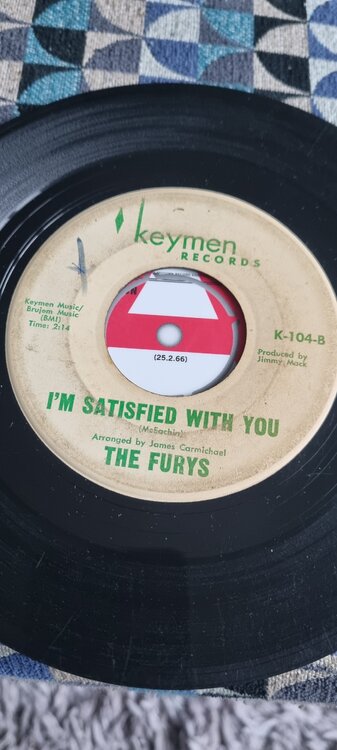 keymen
RECORDS
Keymen Music/
Brujem Music
(BMI)
Time: 2:14
K-104-B
Produced by
Jimmy Mack
(25.2.66)
I'M SATISFIED WITH YOU
(McEachin)
Arranged by James Carmichael
THE FURYS